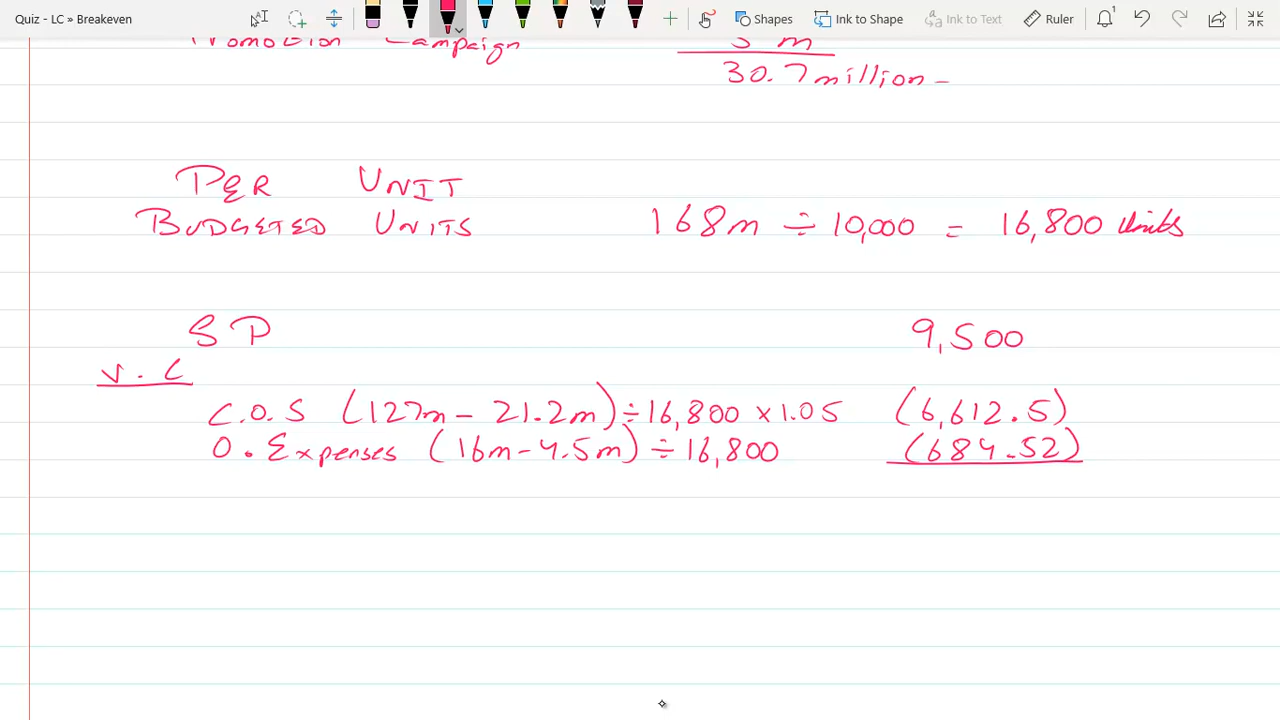 Quiz - LC » Breakeven
Shapes
Ink to Shape
Ink to Text
Ruler
Promotion Campaign 5 m
30.7 million -
PER UNIT
BUDGETED UNITS 168m ÷ 10,000 = 16,800 Units
SP 9,500
V.C
C.O.S (127m - 21.2m) ÷ 16,800 x 1.05 (6,612.5)
O. Expenses (16m - 4.5m) ÷ 16,800 (684.52)